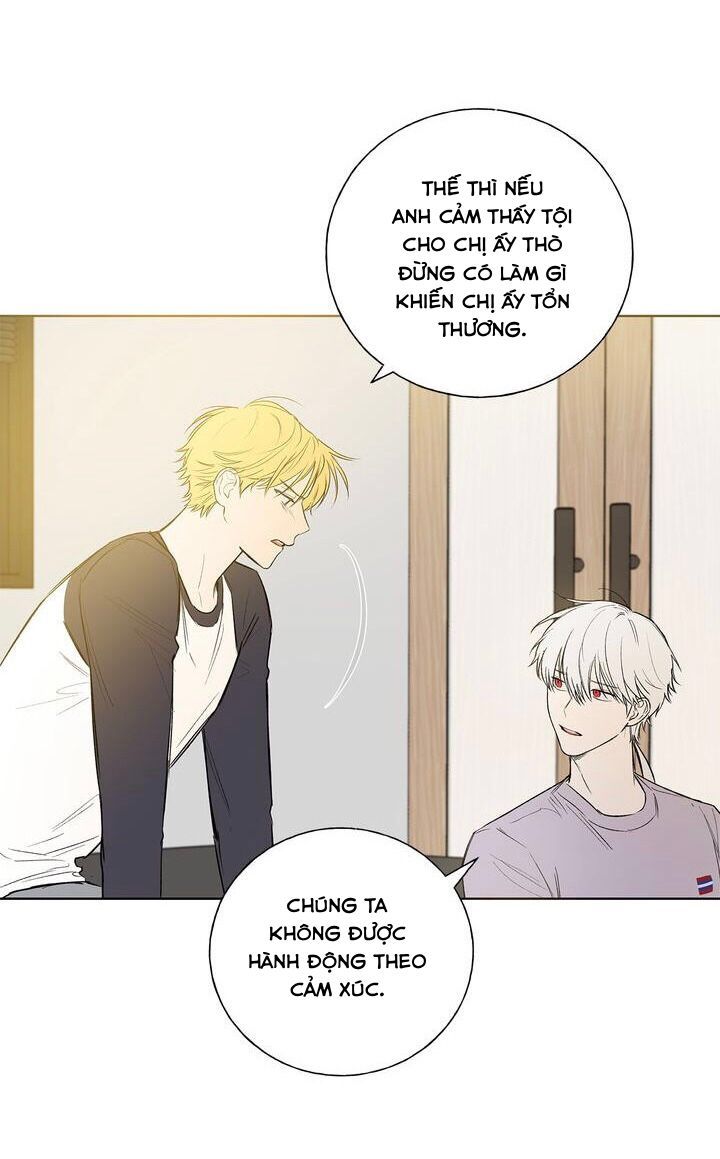 THẾ THÌ NẾU
ANH CẢM THẤY TỘI
CHO CHỊ ẤY THÒ
ĐỪNG CÓ LÀM GÌ
KHIẾN CHỊ ẤY TỔN
THƯƠNG.
CHÚNG TA
KHÔNG ĐƯỢC
HÀNH ĐỘNG THEO
CẢM XÚC.